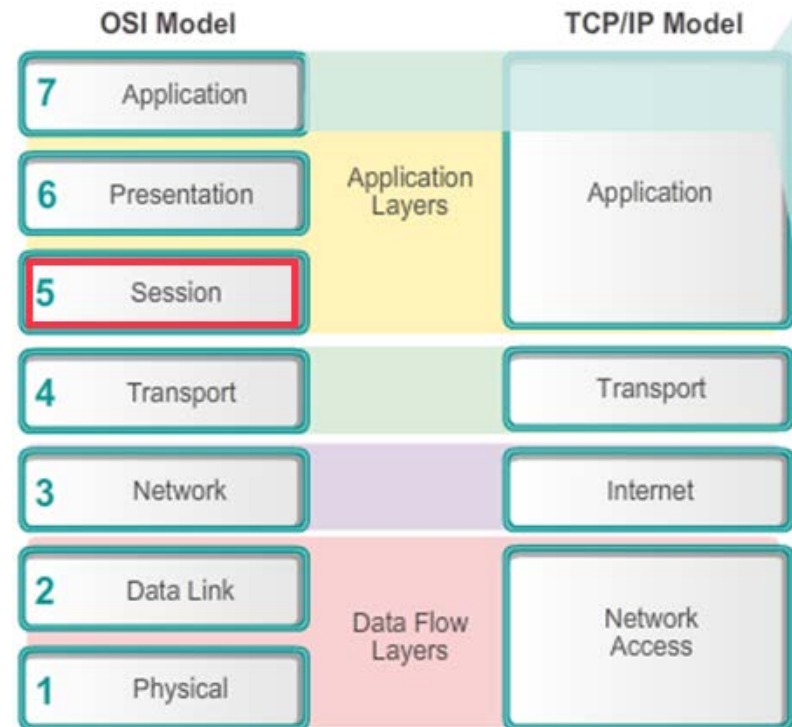 OSI Model
TCP/IP Model
7 Application
6 Presentation
5 Session
4 Transport
3 Network
2 Data Link
1 Physical
Application
Layers
Data Flow
Layers
Application
Transport
Internet
Network
Access